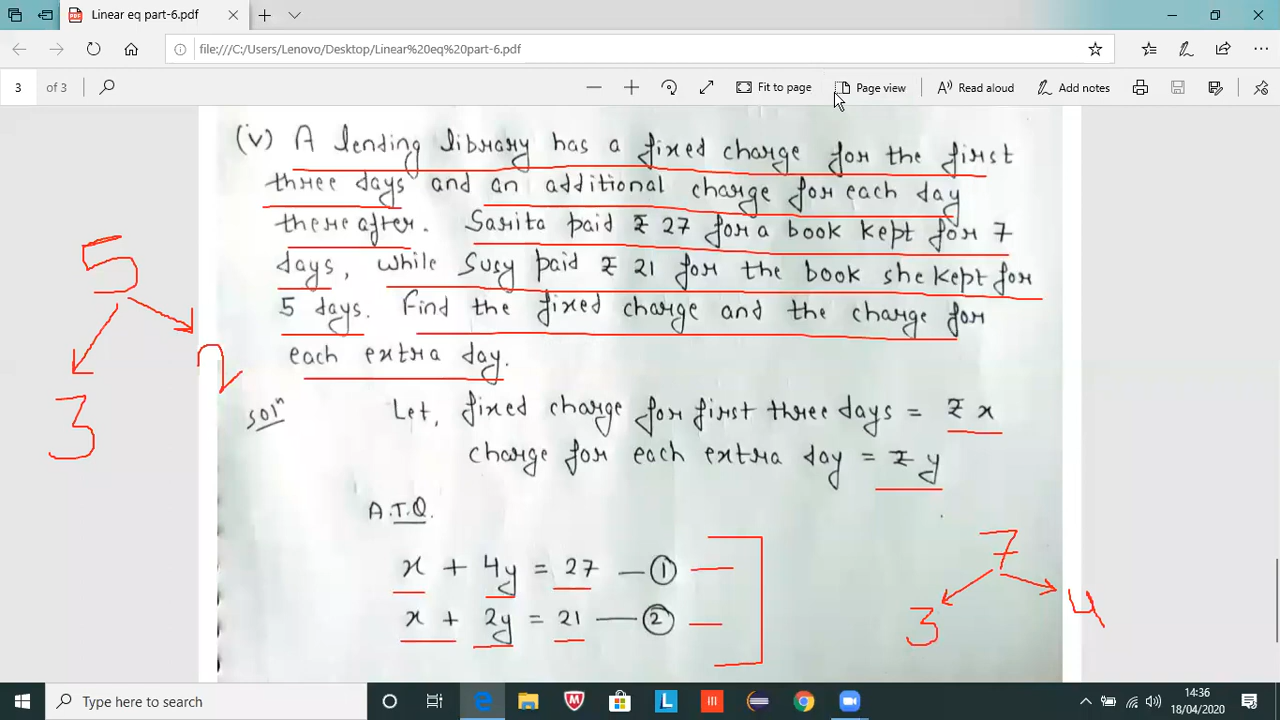 Linear eq part-6.pdf
file:///C:/Users/Lenovo/Desktop/Linear%20eq%20part-6.pdf
3 of 3 Fit to page Page view Read aloud Add notes
(iv) A lending library has a fixed charge for the first
three days and an additional charge for each day
thereafter. Sarita paid ₹ 27 for a book kept for 7
days, while Susy paid ₹ 21 for the book she kept for
5 days. Find the fixed charge and the charge for
each extra day.
5
3 2
Solⁿ Let, fixed charge for first three days = ₹ x
charge for each extra day = ₹ y
A.T.Q.
x + 4y = 27 — ①
x + 2y = 21 — ②
7
3 4
Type here to search
14:36
18/04/2020